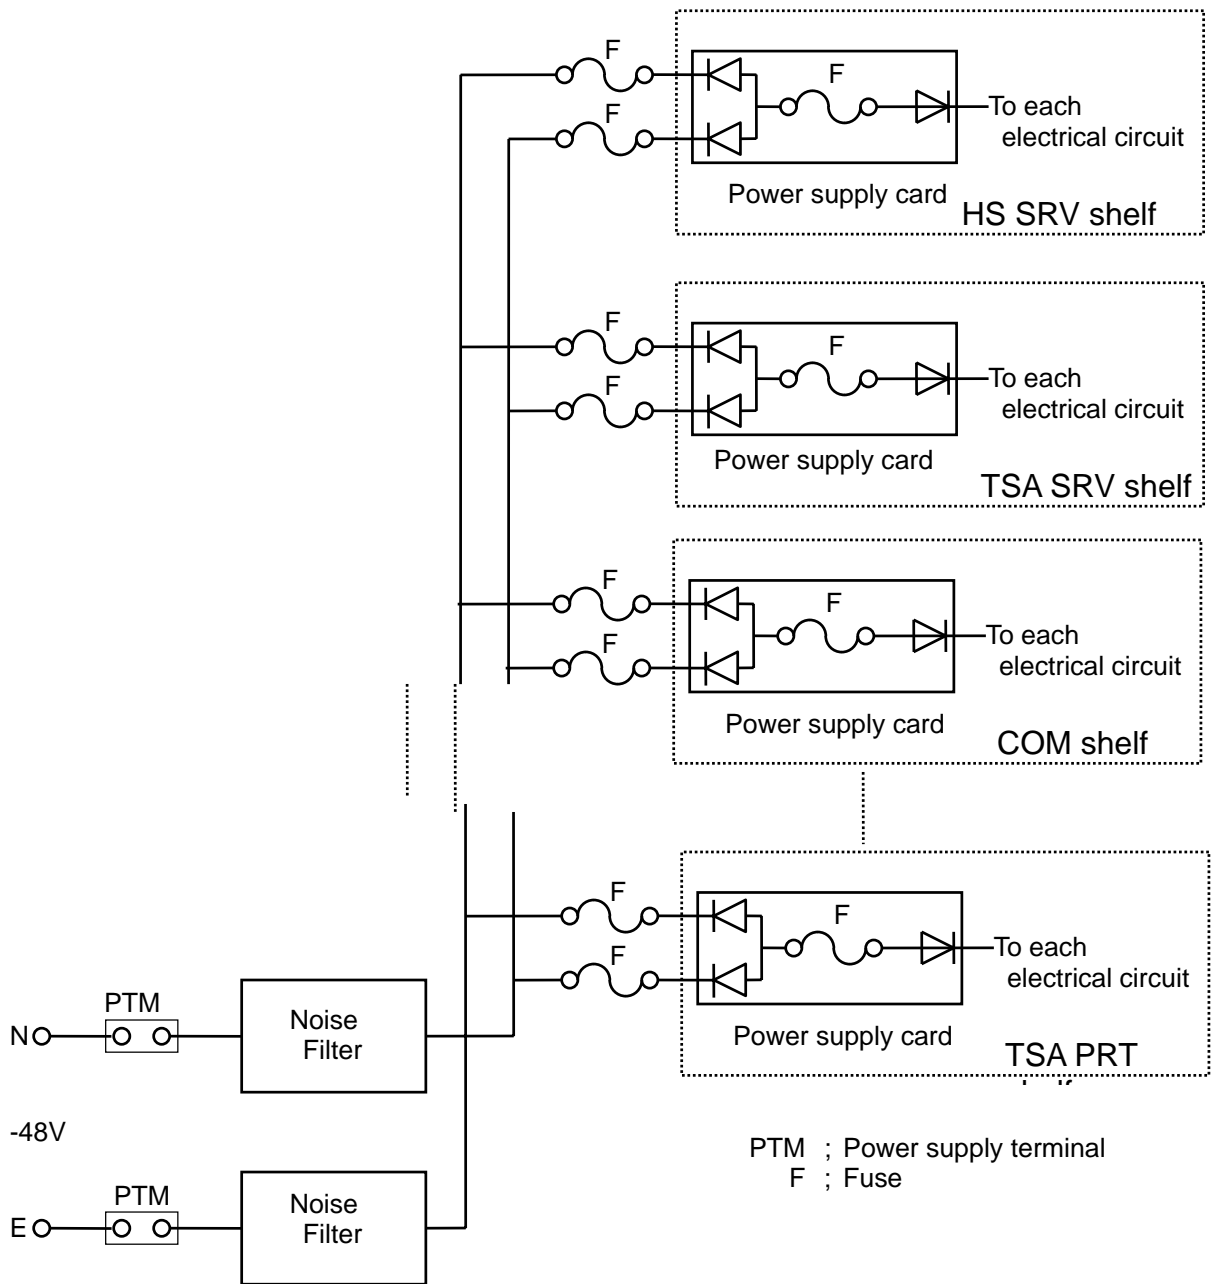 F
F
F
To each
electrical circuit
Power supply card
HS SRV shelf
F
F
F
To each
electrical circuit
Power supply card
TSA SRV shelf
F
F
F
To each
electrical circuit
Power supply card
COM shelf
F
F
F
To each
electrical circuit
Power supply card
TSA PRT
PTM
N
Noise
Filter
-48V
PTM
E
Noise
Filter
PTM ; Power supply terminal
F ; Fuse